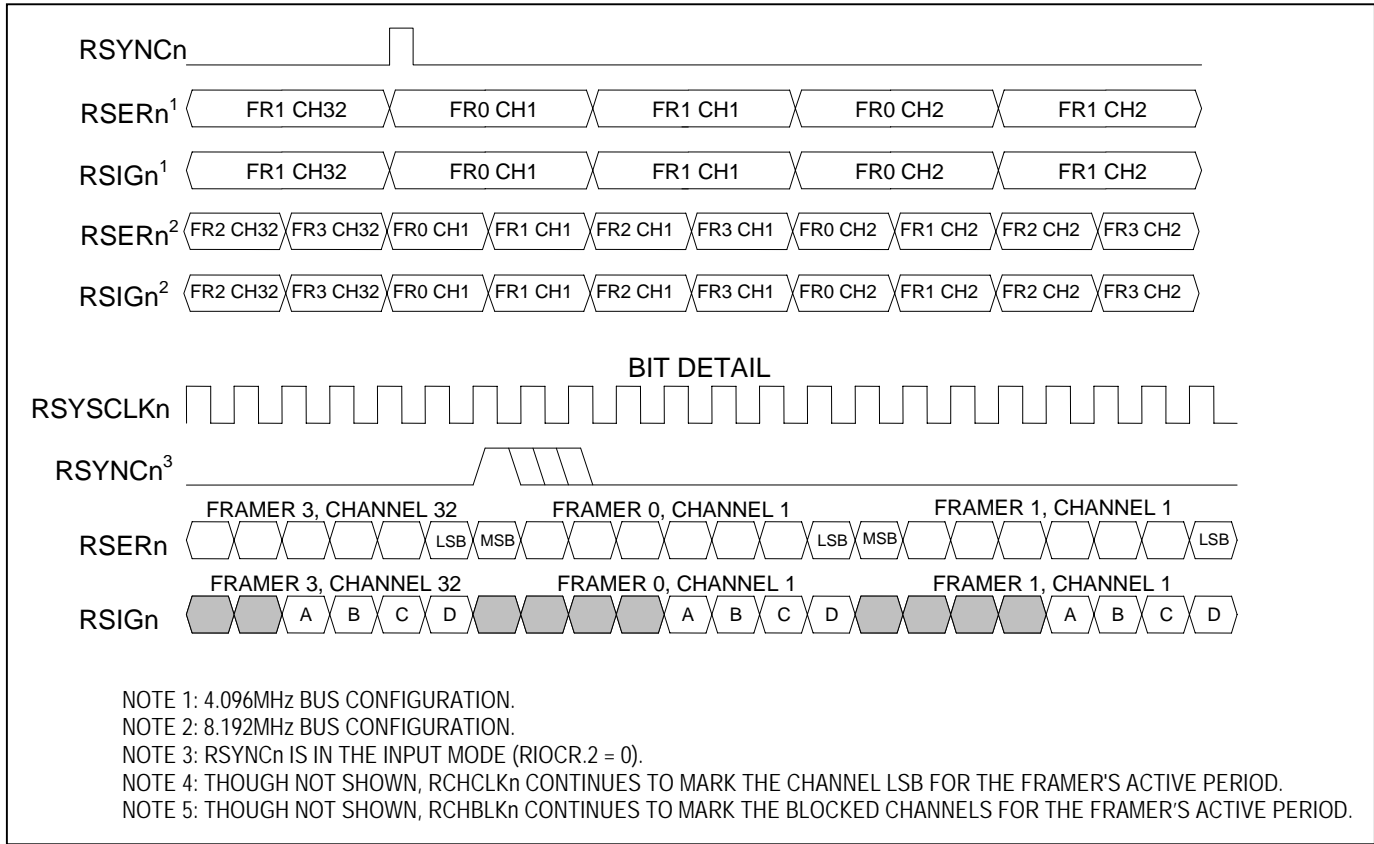 RSYNCn
RSERn1 FR1 CH32 FR0 CH1 FR1 CH1 FR0 CH2 FR1 CH2
RSIGn1 FR1 CH32 FR0 CH1 FR1 CH1 FR0 CH2 FR1 CH2
RSERn2 FR2 CH32 FR3 CH32 FR0 CH1 FR1 CH1 FR2 CH1 FR3 CH1 FR0 CH2 FR1 CH2 FR2 CH2 FR3 CH2
RSIGn2 FR2 CH32 FR3 CH32 FR0 CH1 FR1 CH1 FR2 CH1 FR3 CH1 FR0 CH2 FR1 CH2 FR2 CH2 FR3 CH2
BIT DETAIL
RSYSCLKn
RSYNCn3
FRAMER 3, CHANNEL 32 FRAMER 0, CHANNEL 1 FRAMER 1, CHANNEL 1
RSERn LSB MSB LSB MSB LSB
FRAMER 3, CHANNEL 32 FRAMER 0, CHANNEL 1 FRAMER 1, CHANNEL 1
RSIGn A B C D A B C D A B C D
NOTE 1: 4.096MHz BUS CONFIGURATION.
NOTE 2: 8.192MHz BUS CONFIGURATION.
NOTE 3: RSYNCn IS IN THE INPUT MODE (RIOCR.2 = 0).
NOTE 4: THOUGH NOT SHOWN, RCHCLKn CONTINUES TO MARK THE CHANNEL LSB FOR THE FRAMER'S ACTIVE PERIOD.
NOTE 5: THOUGH NOT SHOWN, RCHBLKn CONTINUES TO MARK THE BLOCKED CHANNELS FOR THE FRAMER'S ACTIVE PERIOD.